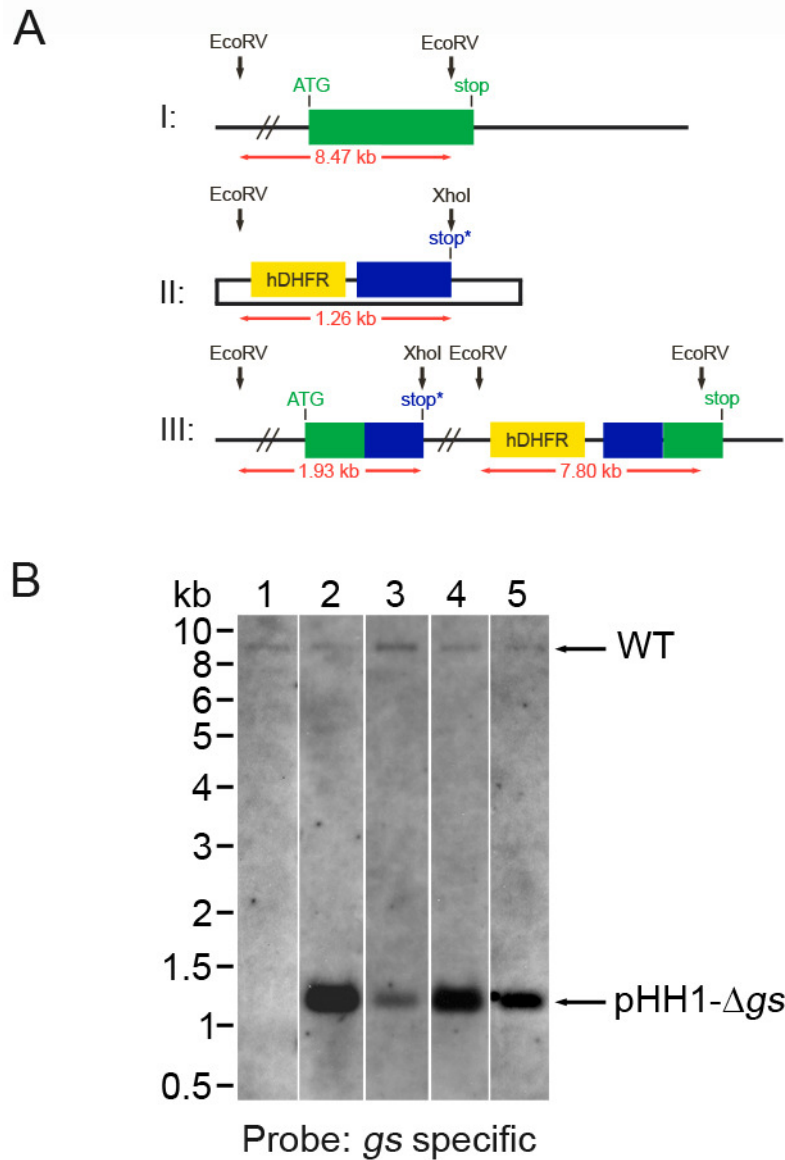 A
EcoRV EcoRV
ATG stop
I:
8.47 kb
EcoRV XhoI
stop*
hDHFR
II:
1.26 kb
EcoRV XhoI EcoRV EcoRV
ATG stop* stop
hDHFR
III:
1.93 kb 7.80 kb
B
kb 1 2 3 4 5
10
WT
8
6
5
4
3
2
1.5
pHH1-Δgs
1
0.5
Probe: gs specific